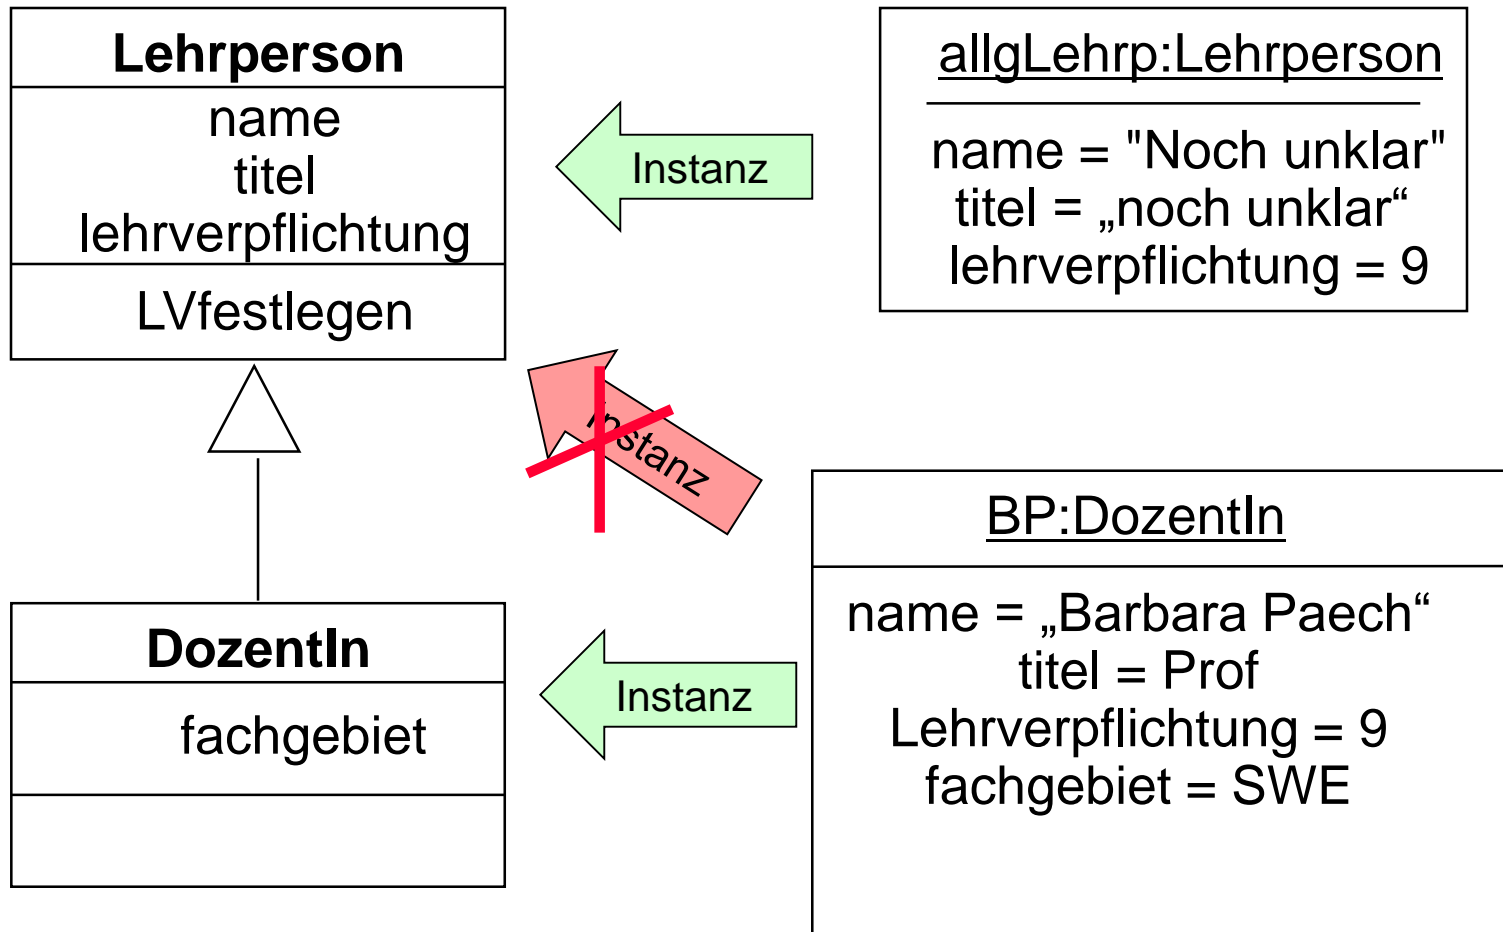 Lehrperson
name
titel
lehrverpflichtung
LVfestlegen
Instanz
allgLehrp:Lehrperson
name = "Noch unklar"
titel = „noch unklar“
lehrverpflichtung = 9
Instanz
DozentIn
fachgebiet
Instanz
BP:DozentIn
name = „Barbara Paech“
titel = Prof
Lehrverpflichtung = 9
fachgebiet = SWE